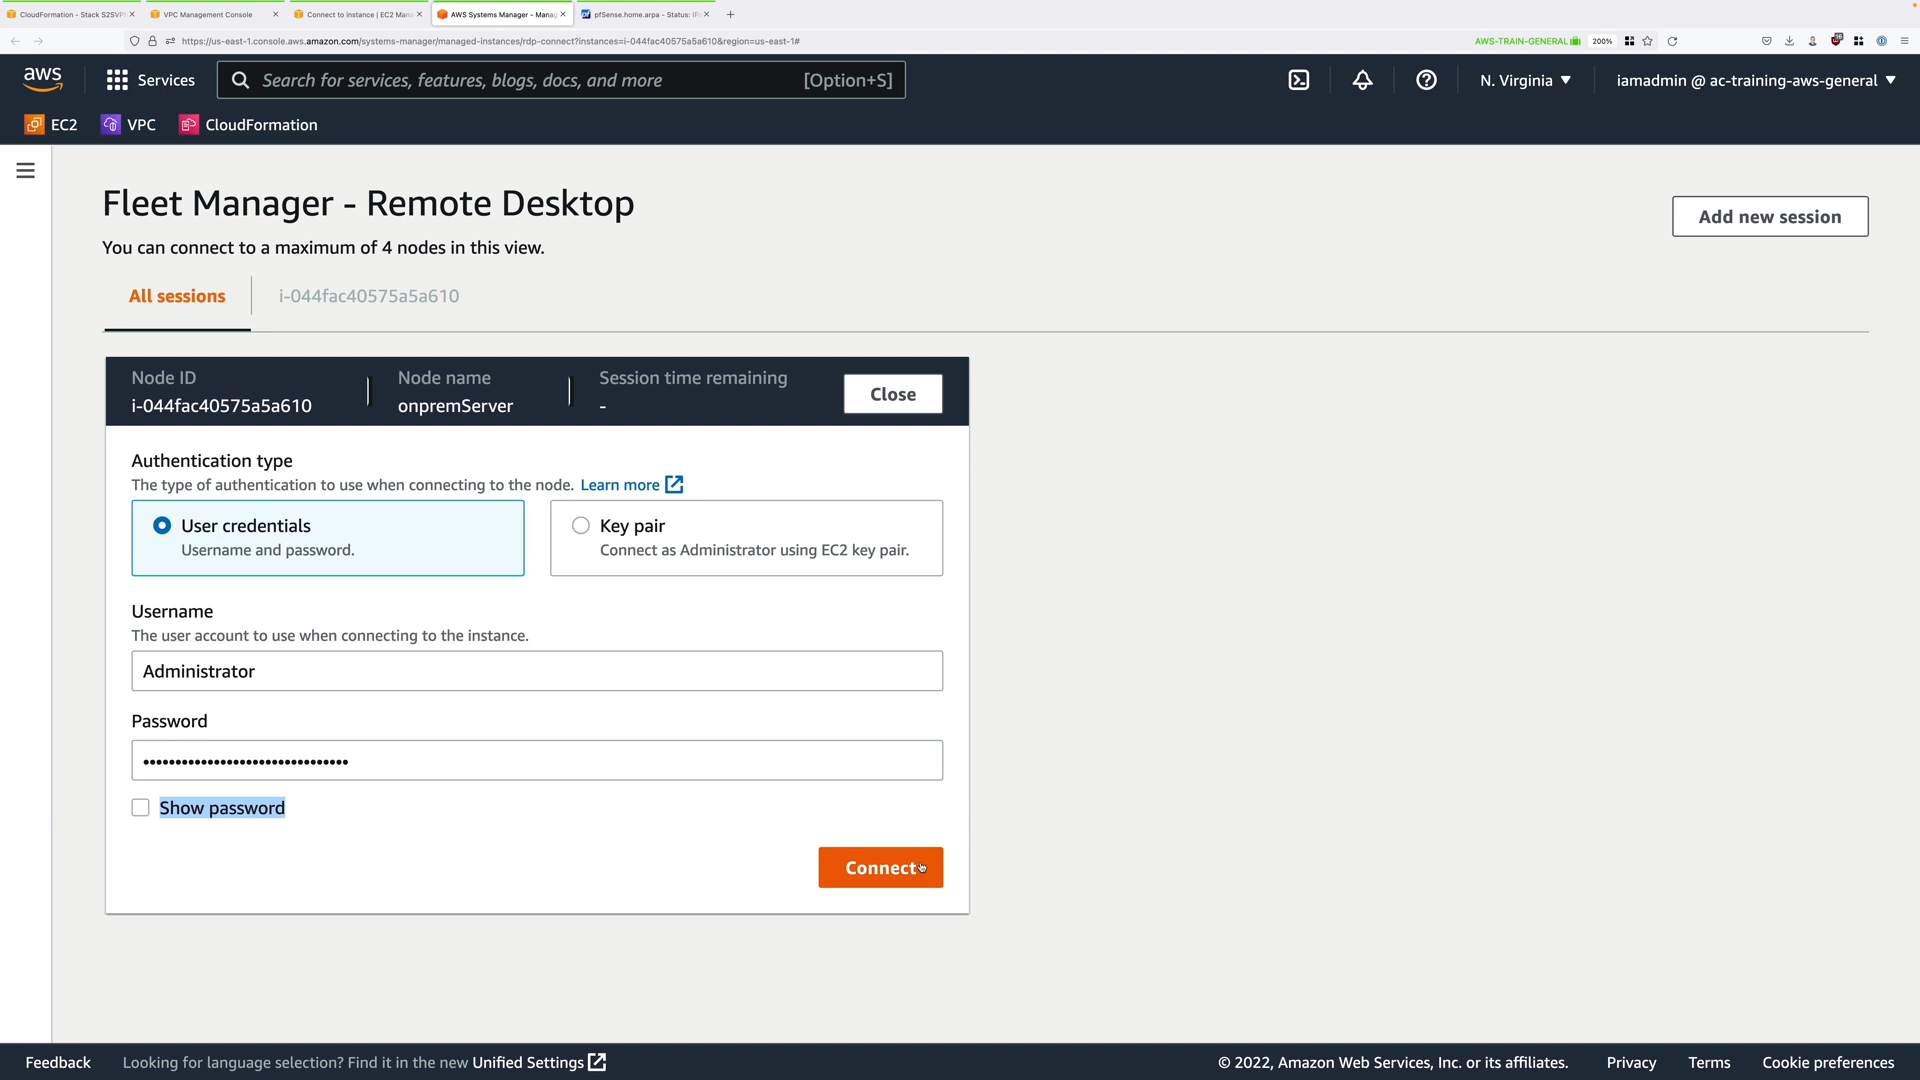 CloudFormation - Stack S2SVPN
VPC Management Console
Connect to instance | EC2 Mana
AWS Systems Manager - Manag
pfSense.home.arpa - Status: IPs
https://us-east-1.console.aws.amazon.com/systems-manager/managed-instances/rdp-connect?instances=i-044fac40575a5a610&region=us-east-1#
AWS-TRAIN-GENERAL
200%
aws
Services
Search for services, features, blogs, docs, and more
[Option+S]
N. Virginia
iamadmin @ ac-training-aws-general
EC2
VPC
CloudFormation
Fleet Manager - Remote Desktop
Add new session
You can connect to a maximum of 4 nodes in this view.
All sessions
i-044fac40575a5a610
Node ID
i-044fac40575a5a610
Node name
onpremServer
Session time remaining
-
Close
Authentication type
The type of authentication to use when connecting to the node. Learn more
User credentials
Username and password.
Key pair
Connect as Administrator using EC2 key pair.
Username
The user account to use when connecting to the instance.
Administrator
Password
••••••••••••••••••••••••••••••••
Show password
Connect
Feedback
Looking for language selection? Find it in the new Unified Settings
© 2022, Amazon Web Services, Inc. or its affiliates.
Privacy
Terms
Cookie preferences